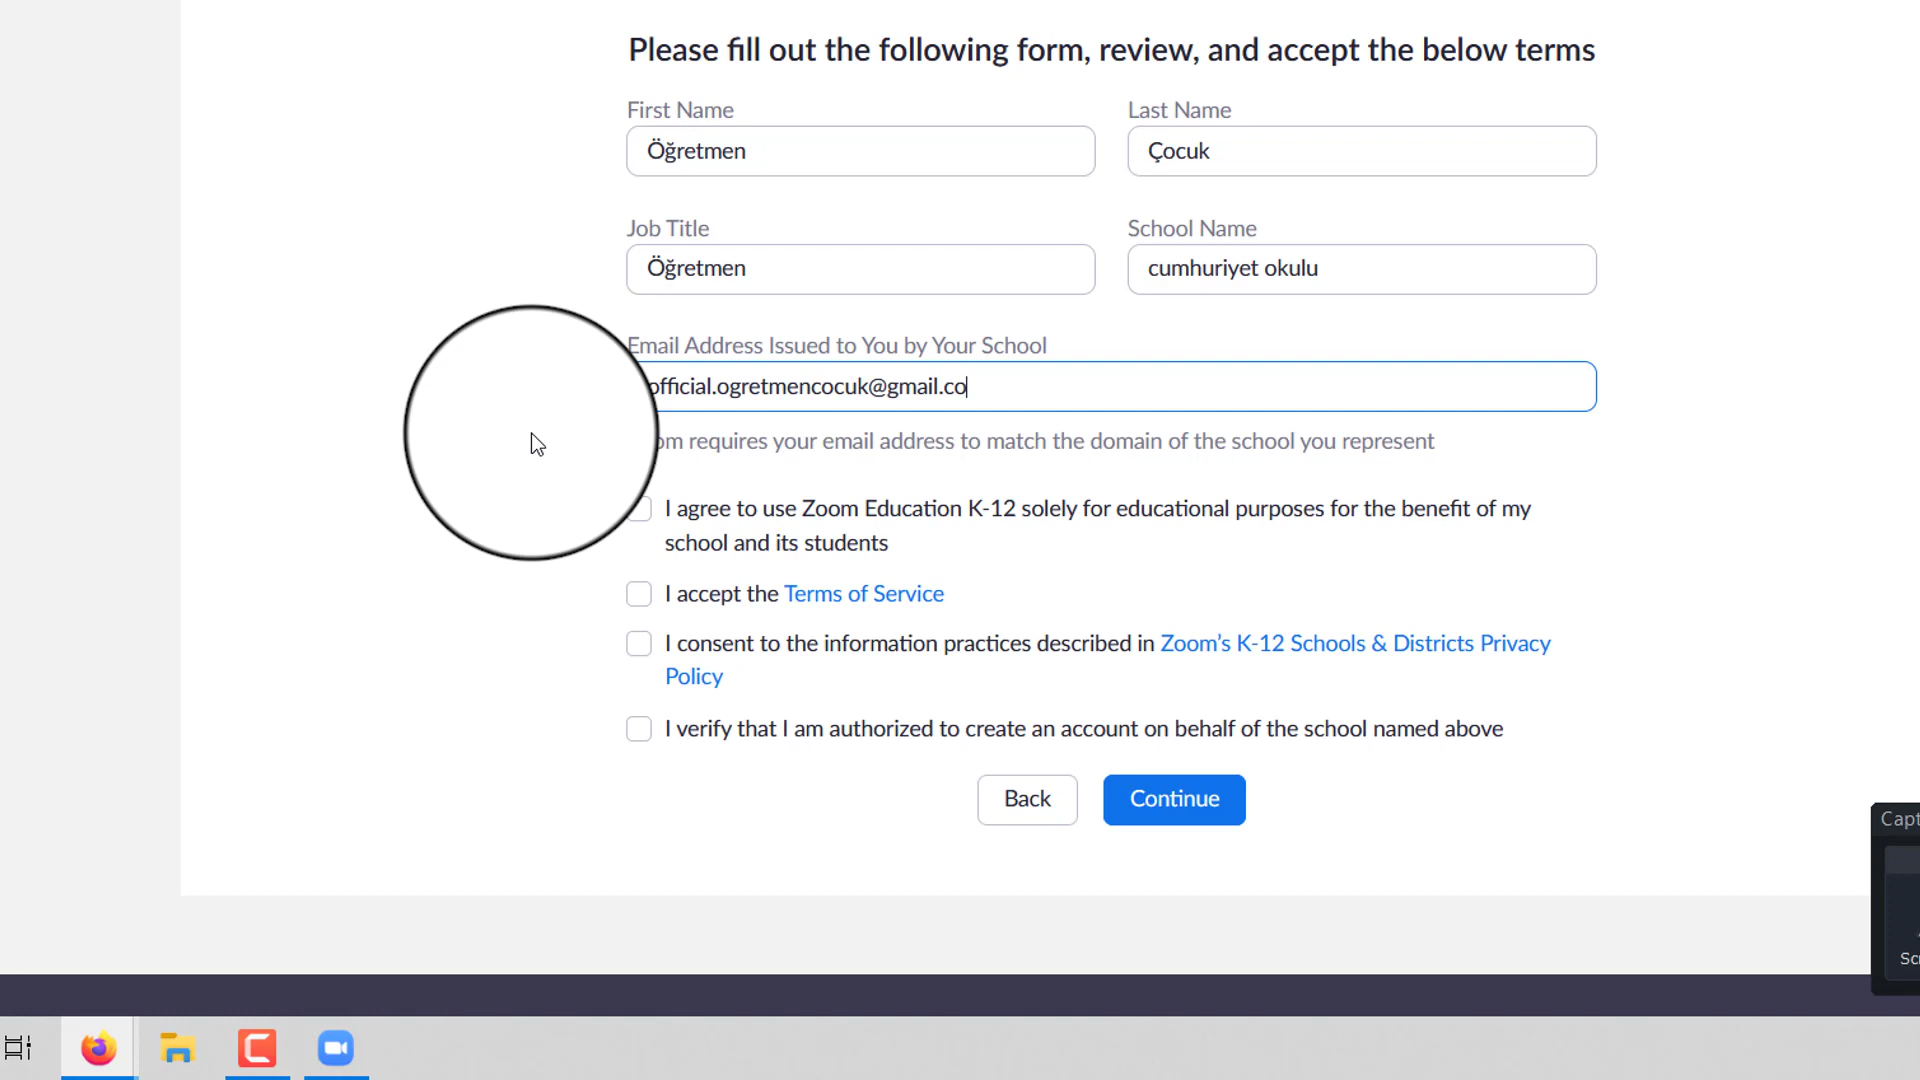 Please fill out the following form, review, and accept the below terms
First Name
Last Name
Öğretmen
Çocuk
Job Title
School Name
Öğretmen
cumhuriyet okulu
Email Address Issued to You by Your School
official.ogretmencocuk@gmail.co
om requires your email address to match the domain of the school you represent
I agree to use Zoom Education K-12 solely for educational purposes for the benefit of my
school and its students
I accept the Terms of Service
I consent to the information practices described in Zoom’s K-12 Schools & Districts Privacy
Policy
I verify that I am authorized to create an account on behalf of the school named above
Back
Continue
Capt
Scr